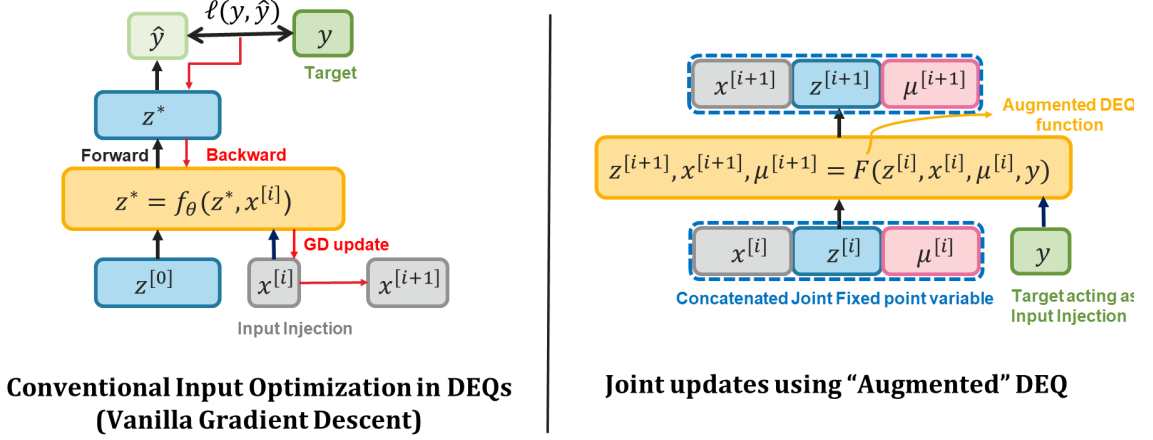 ℓ(y, ŷ)
ŷ
y
Target
z*
Forward
Backward
z* = f_θ(z*, x^[i])
GD update
z^[0]
x^[i]
x^[i+1]
Input Injection
Conventional Input Optimization in DEQs
(Vanilla Gradient Descent)
x^[i+1]
z^[i+1]
μ^[i+1]
Augmented DEQ
function
z^[i+1], x^[i+1], μ^[i+1] = F(z^[i], x^[i], μ^[i], y)
x^[i]
z^[i]
μ^[i]
y
Concatenated Joint Fixed point variable
Target acting as
Input Injection
Joint updates using “Augmented” DEQ